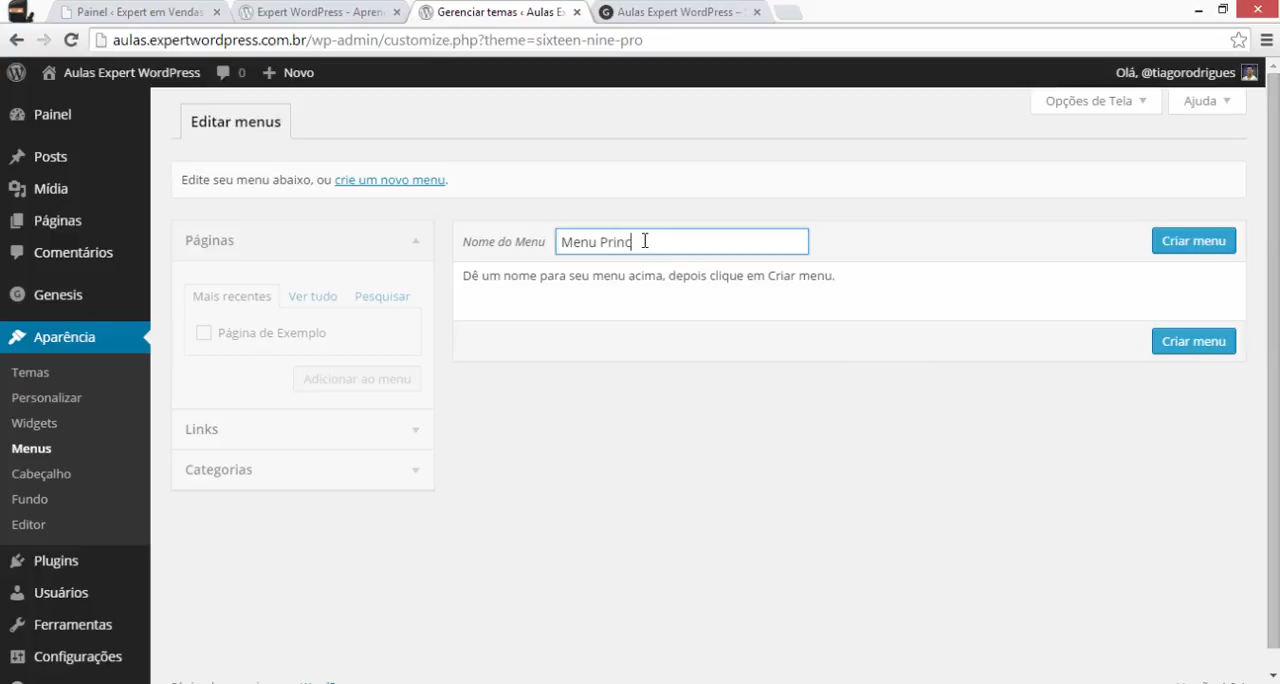 Painel ‹ Expert em Vendas
Expert WordPress - Apren
Gerenciar temas ‹ Aulas Ex
Aulas Expert WordPress –
aulas.expertwordpress.com.br/wp-admin/customize.php?theme=sixteen-nine-pro
Aulas Expert WordPress 0 Novo
Olá, @tiagorodrigues
Painel
Posts
Mídia
Páginas
Comentários
Genesis
Aparência
Temas
Personalizar
Widgets
Menus
Cabeçalho
Fundo
Editor
Plugins
Usuários
Ferramentas
Configurações
Opções de Tela
Ajuda
Editar menus
Edite seu menu abaixo, ou crie um novo menu.
Páginas
Mais recentes Ver tudo Pesquisar
Página de Exemplo
Adicionar ao menu
Links
Categorias
Nome do Menu Menu Princ
Criar menu
Dê um nome para seu menu acima, depois clique em Criar menu.
Criar menu